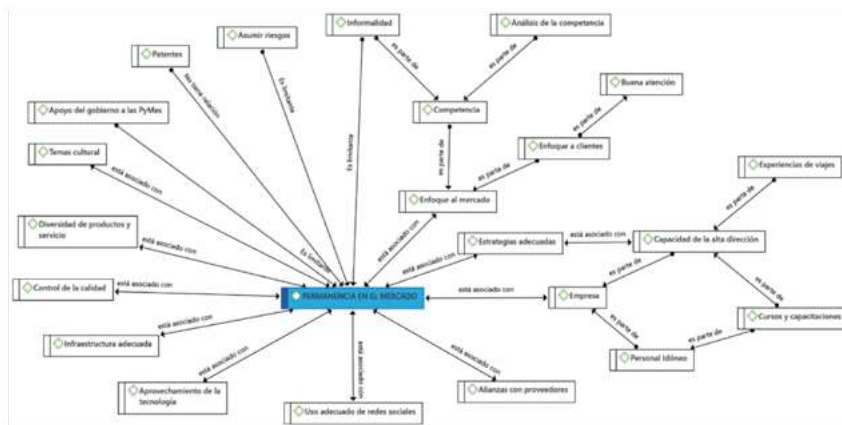 Informalidad
Análisis de la competencia
Asumir riesgos
Patentes
es parte de
es parte de
Buena atención
No tiene relación
Es limitante
Es limitante
Apoyo del gobierno a las PyMes
Competencia
es parte de
Temas cultural
es parte de
Enfoque a clientes
Experiencias de viajes
está asociado con
es parte de
Enfoque al mercado
es parte de
Diversidad de productos y
servicio
está asociado con
está asociado con
Estrategias adecuadas
está asociado con
Capacidad de la alta dirección
Es limitante
está asociado con
es parte de
Control de la calidad
está asociado con
PERMANENCIA EN EL MERCADO
está asociado con
Empresa
es parte de
Cursos y capacitaciones
está asociado con
es parte de
Infraestructura adecuada
es parte de
Personal Idóneo
está asociado con
está asociado con
está asociado con
Aprovechamiento de la
tecnología
Alianzas con proveedores
Uso adecuado de redes sociales